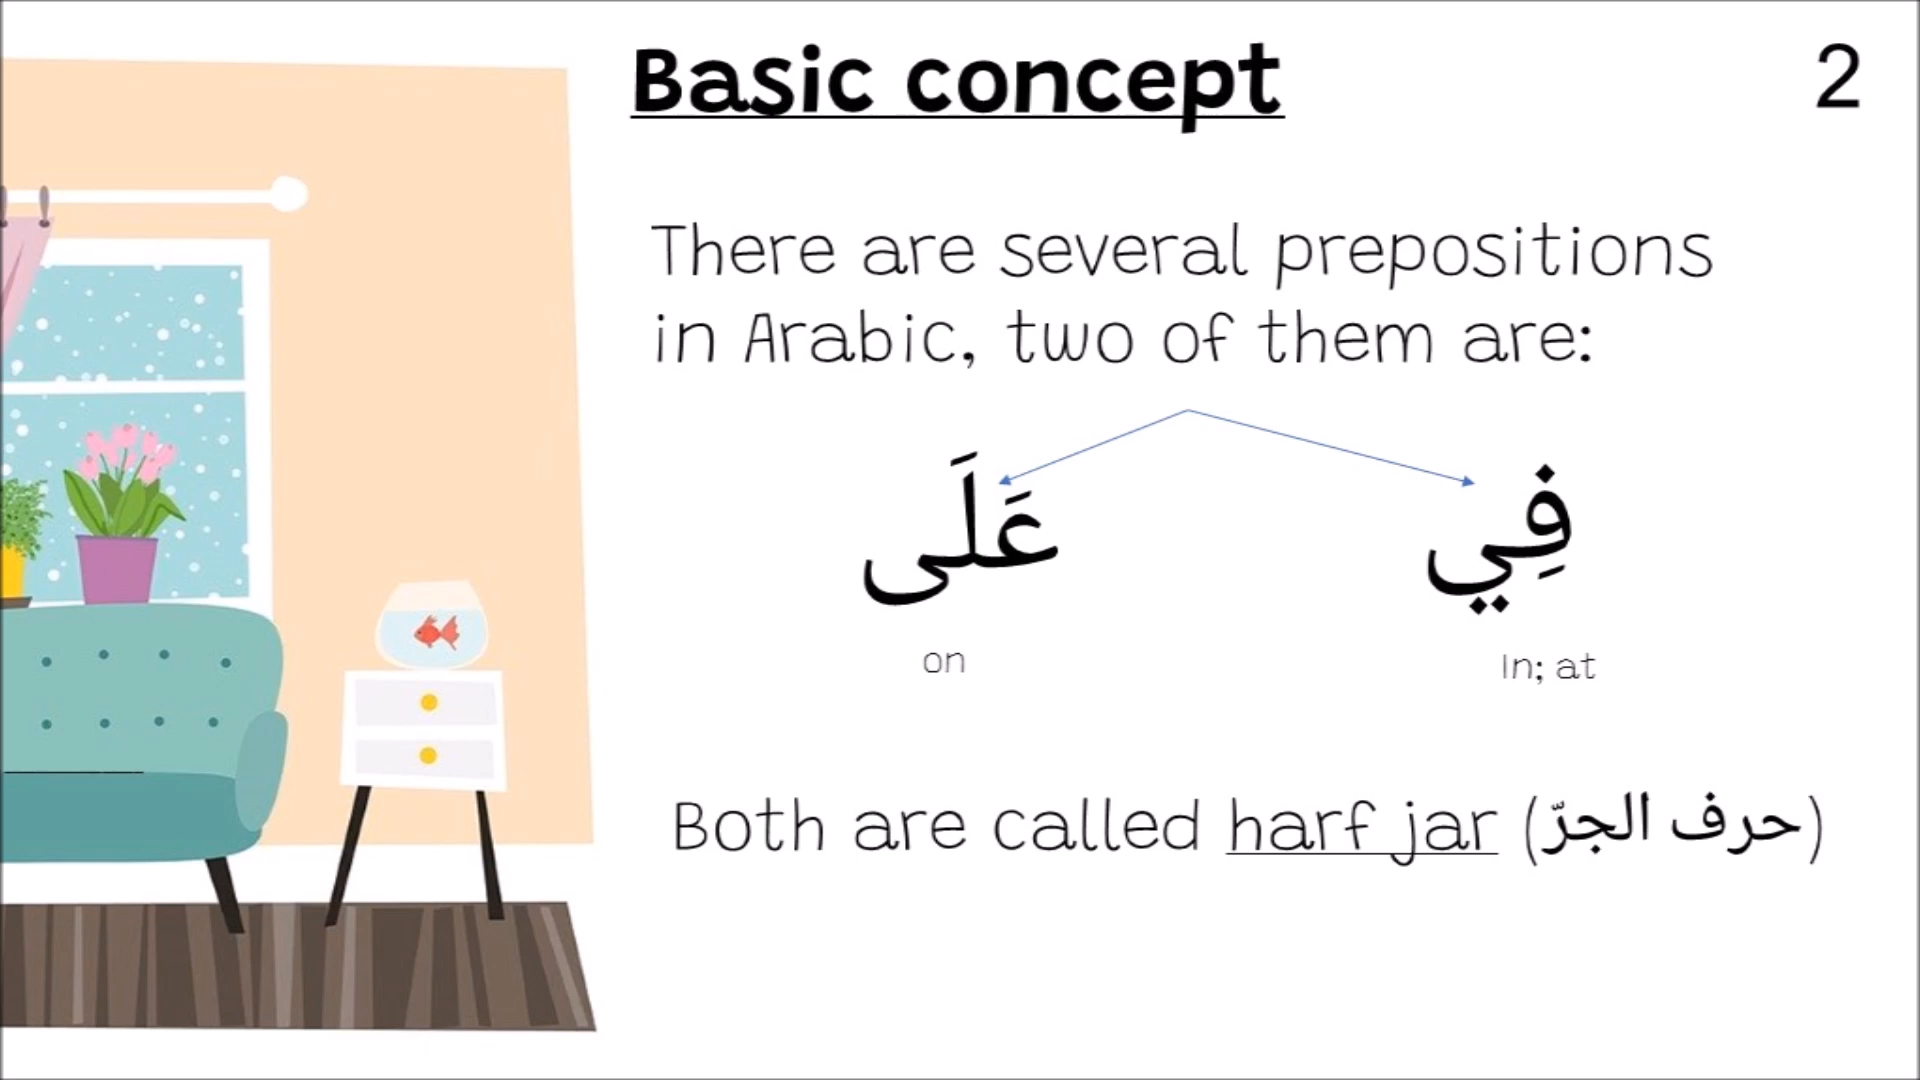 Basic concept
2
There are several prepositions
in Arabic, two of them are:
عَلَى
فِي
on
In; at
Both are called harf jar (حرف الجرّ)